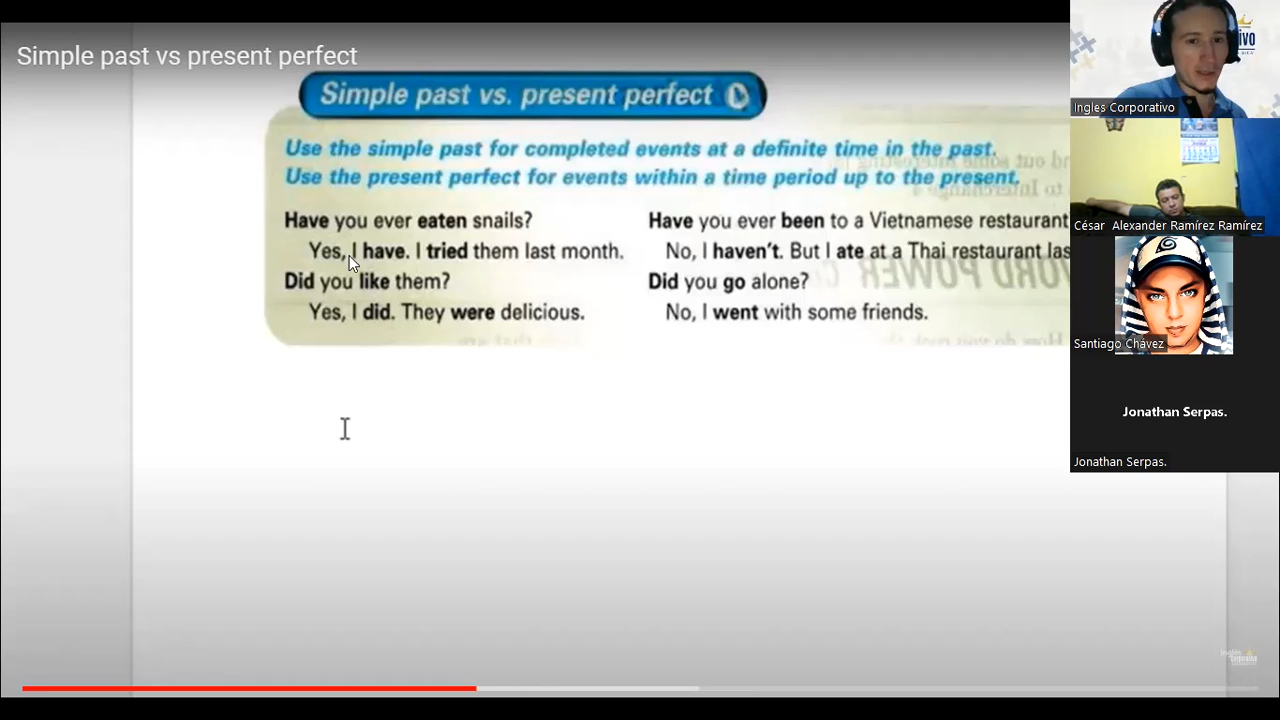 Simple past vs present perfect
Simple past vs. present perfect
Use the simple past for completed events at a definite time in the past.
Use the present perfect for events within a time period up to the present.
Have you ever eaten snails?
Yes, I have. I tried them last month.
Did you like them?
Yes, I did. They were delicious.
Have you ever been to a Vietnamese restaurant
No, I haven't. But I ate at a Thai restaurant las
Did you go alone?
No, I went with some friends.
Ingles Corporativo
César Alexander Ramírez Ramírez
Santiago Chávez
Jonathan Serpas.
Jonathan Serpas.